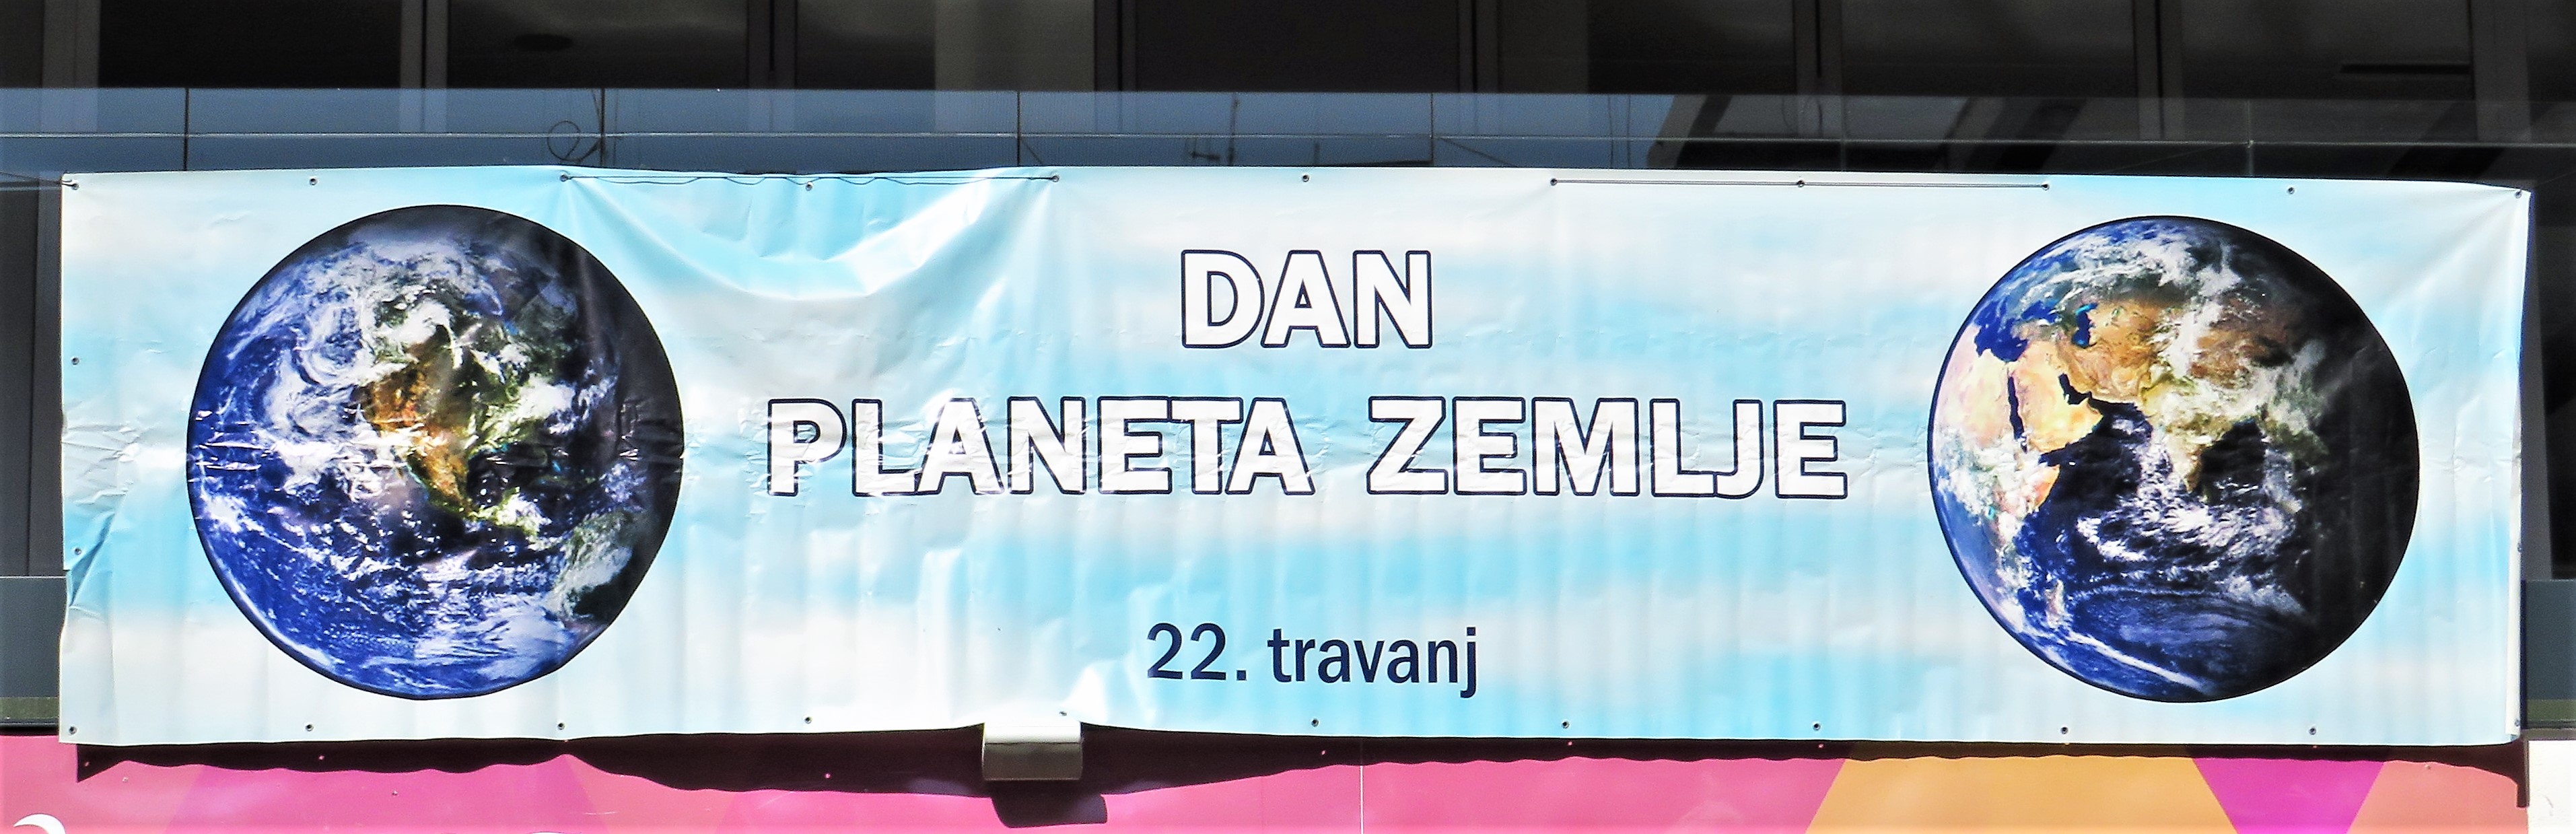 DAN
PLANETA ZEMLJE
22. travanj